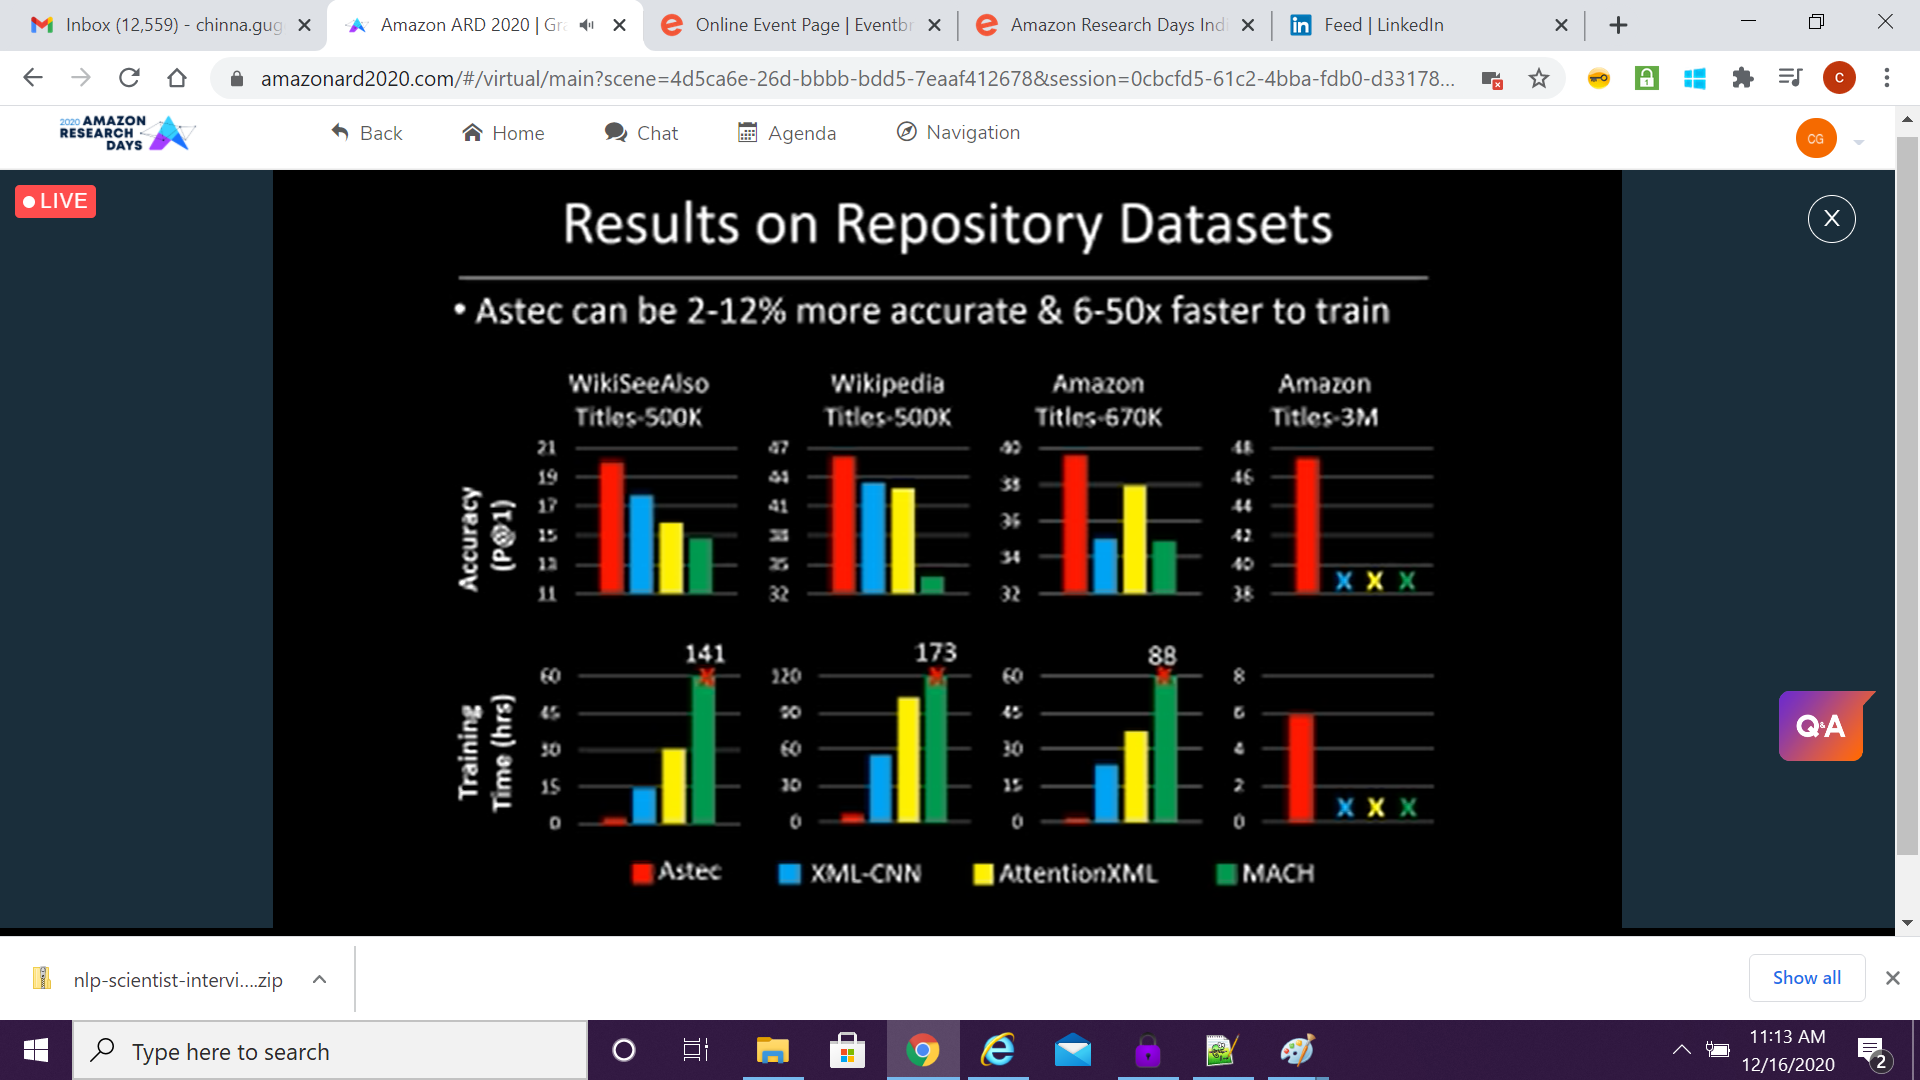 Inbox (12,559) - chinna.gug
Amazon ARD 2020 | Gra
Online Event Page | Eventbr
Amazon Research Days Indi
Feed | LinkedIn
amazonard2020.com/#/virtual/main?scene=4d5ca6e-26d-bbbb-bdd5-7eaaf412678&session=0cbcfd5-61c2-4bba-fdb0-d33178...
C
2020 AMAZON
RESEARCH
DAYS
Back
Home
Chat
Agenda
Navigation
CG
LIVE
X
Results on Repository Datasets
• Astec can be 2-12% more accurate & 6-50x faster to train
WikiSeeAlso
Titles-500K
Wikipedia
Titles-500K
Amazon
Titles-670K
Amazon
Titles-3M
Accuracy
(P@1)
21
19
17
15
13
11
47
44
41
38
35
32
40
38
36
34
32
48
46
44
42
40
38
X X X
Training
Time (hrs)
141
X
60
45
30
15
0
173
X
120
90
60
30
0
88
X
60
45
30
15
0
8
6
4
2
0
X X X
Astec
XML-CNN
AttentionXML
MACH
Q&A
nlp-scientist-intervi....zip
Show all
Type here to search
11:13 AM
12/16/2020
2